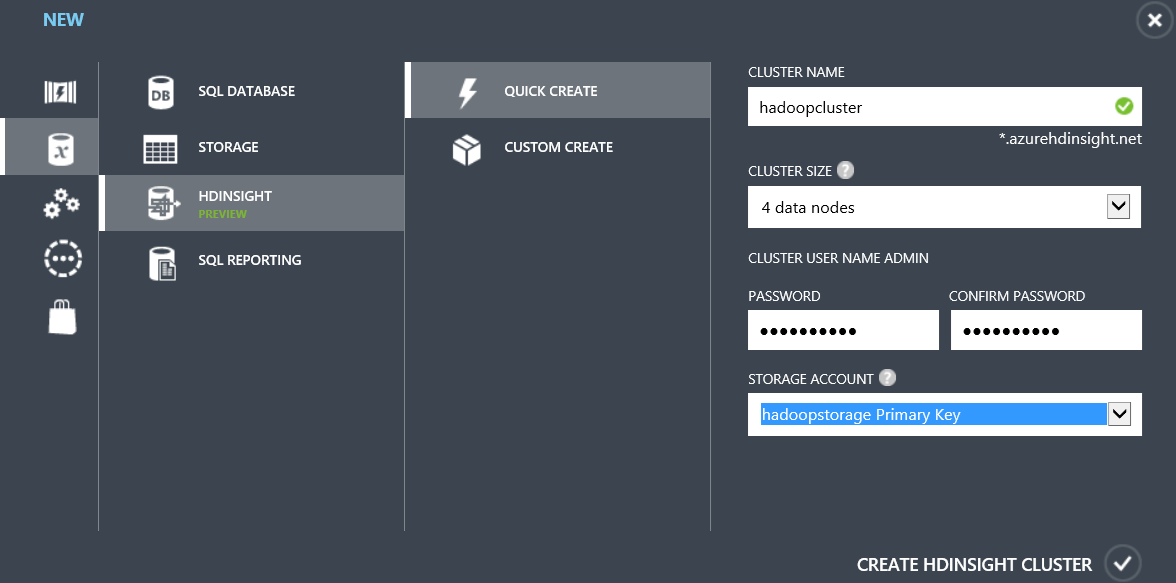 NEW
DB
SQL DATABASE
STORAGE
HDINSIGHT
PREVIEW
SQL REPORTING
QUICK CREATE
CUSTOM CREATE
CLUSTER NAME
hadoopcluster
*.azurehdinsight.net
CLUSTER SIZE ?
4 data nodes
CLUSTER USER NAME ADMIN
PASSWORD CONFIRM PASSWORD
●●●●●●●●●● ●●●●●●●●●●
STORAGE ACCOUNT ?
hadoopstorage Primary Key
CREATE HDINSIGHT CLUSTER